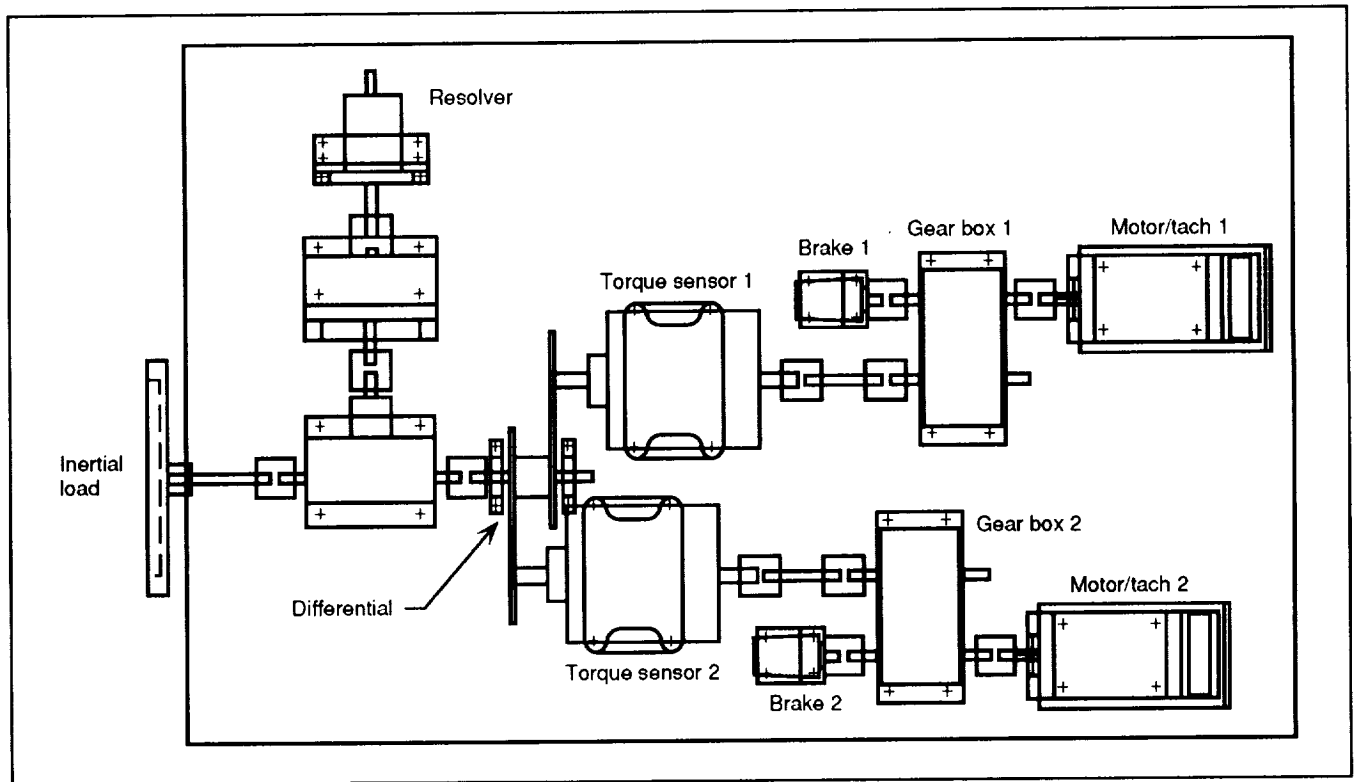 Resolver
Gear box 1
Motor/tach 1
Brake 1
Torque sensor 1
Inertial
load
Gear box 2
Differential
Motor/tach 2
Torque sensor 2
Brake 2